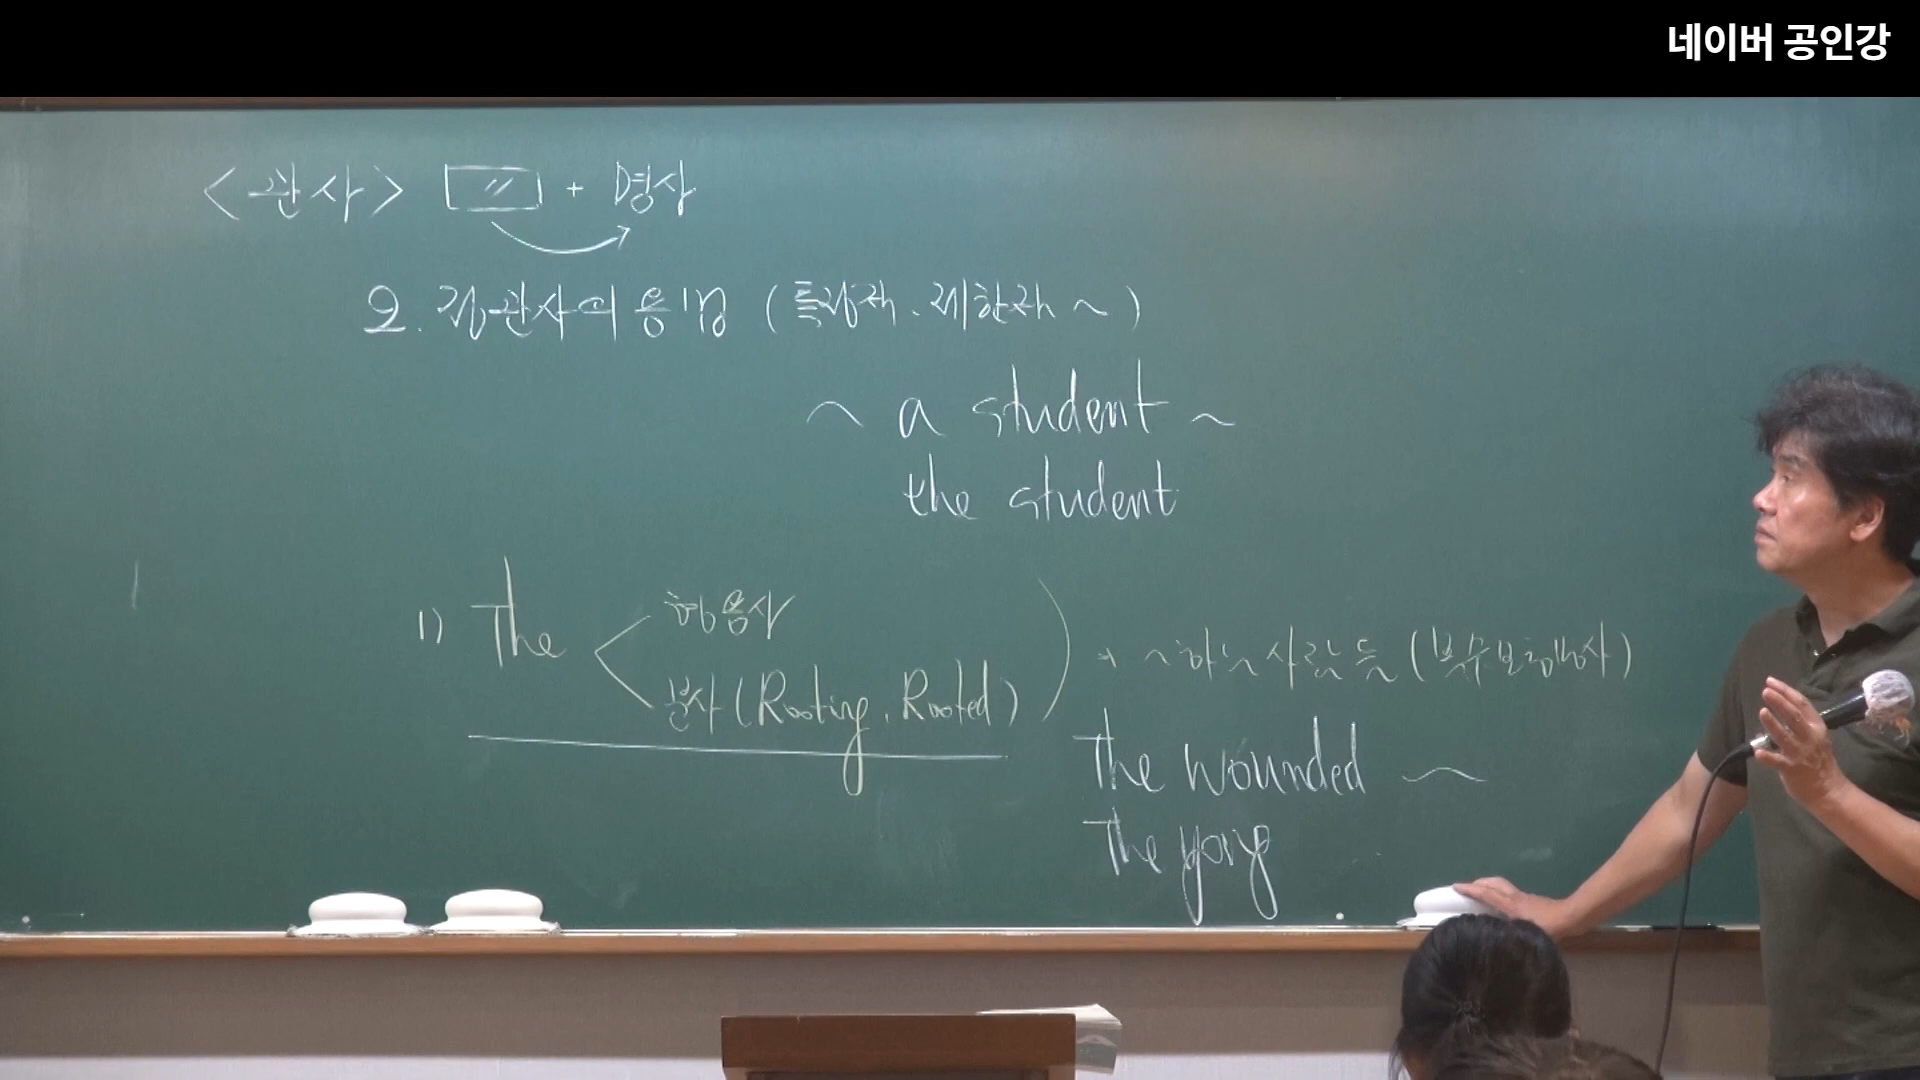 네이버 공인강
<관사> [ 〃 ] + 명사
2. 정관사의 용법 (특정적, 제한적 ~)
~ a student ~
the student
1) The < 형용사
분사 (Rooting, Rooted) ) → ~하는 사람들 (복수보통명사)
The wounded ~
The young